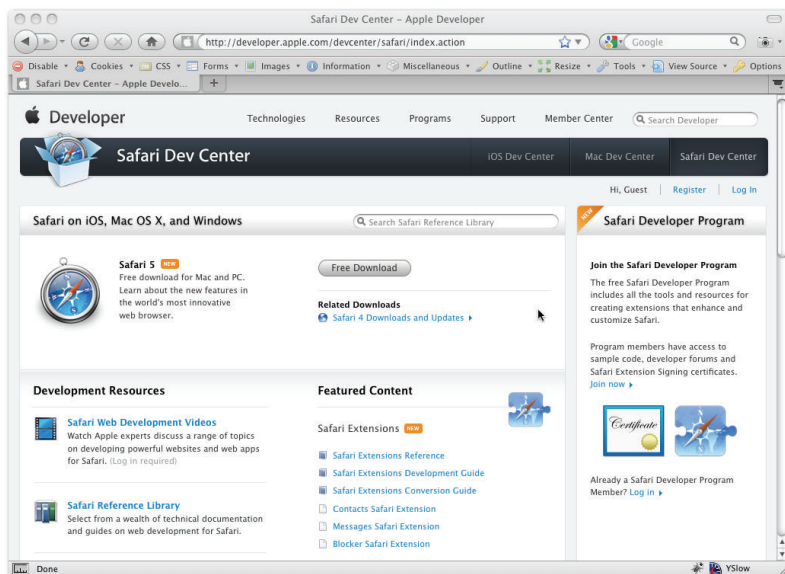 Safari Dev Center – Apple Developer
http://developer.apple.com/devcenter/safari/index.action
Google
Disable
Cookies
CSS
Forms
Images
Information
Miscellaneous
Outline
Resize
Tools
View Source
Options
Safari Dev Center – Apple Develo...
Developer
Technologies
Resources
Programs
Support
Member Center
Search Developer
Safari Dev Center
iOS Dev Center
Mac Dev Center
Safari Dev Center
Hi, Guest
Register
Log In
Safari on iOS, Mac OS X, and Windows
Search Safari Reference Library
Safari 5 NEW
Free download for Mac and PC.
Learn about the new features in
the world's most innovative
web browser.
Free Download
Related Downloads
Safari 4 Downloads and Updates
Development Resources
Safari Web Development Videos
Watch Apple experts discuss a range of topics
on developing powerful websites and web apps
for Safari. (Log in required)
Safari Reference Library
Select from a wealth of technical documentation
and guides on web development for Safari.
Featured Content
Safari Extensions NEW
Safari Extensions Reference
Safari Extensions Development Guide
Safari Extensions Conversion Guide
Contacts Safari Extension
Messages Safari Extension
Blocker Safari Extension
NEW
Safari Developer Program
Join the Safari Developer Program
The free Safari Developer Program
includes all the tools and resources for
creating extensions that enhance and
customize Safari.
Program members have access to
sample code, developer forums and
Safari Extension Signing certificates.
Join now
Certificate
Already a Safari Developer Program
Member? Log in
Done
YSlow